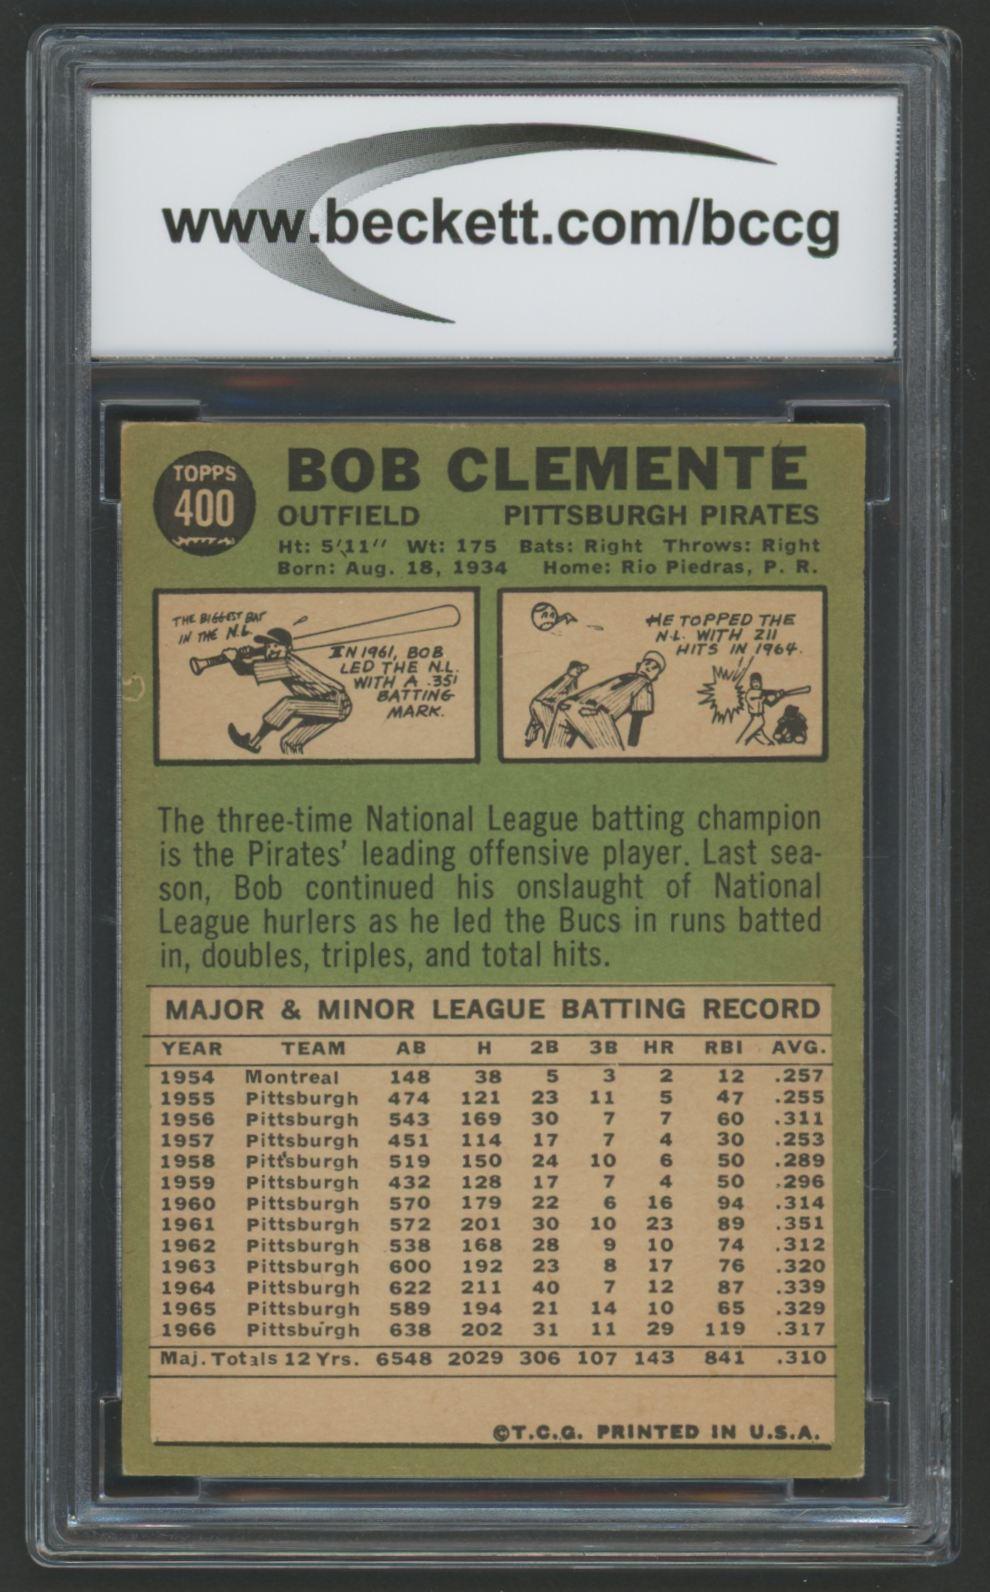 www.beckett.com/bccg
TOPPS
400
BOB CLEMENTE
OUTFIELD PITTSBURGH PIRATES
Ht: 5'11" Wt: 175 Bats: Right Throws: Right
Born: Aug. 18, 1934 Home: Rio Piedras, P. R.
THE BIGGEST BAT
IN THE N.L.
IN 1961, BOB
LED THE N.L.
WITH A .351
BATTING
MARK.
HE TOPPED THE
N.L. WITH 211
HITS IN 1964.
The three-time National League batting champion
is the Pirates' leading offensive player. Last sea-
son, Bob continued his onslaught of National
League hurlers as he led the Bucs in runs batted
in, doubles, triples, and total hits.
MAJOR & MINOR LEAGUE BATTING RECORD
YEAR TEAM AB H 2B 3B HR RBI AVG.
1954 Montreal 148 38 5 3 2 12 .257
1955 Pittsburgh 474 121 23 11 5 47 .255
1956 Pittsburgh 543 169 30 7 7 60 .311
1957 Pittsburgh 451 114 17 7 4 30 .253
1958 Pittsburgh 519 150 24 10 6 50 .289
1959 Pittsburgh 432 128 17 7 4 50 .296
1960 Pittsburgh 570 179 22 6 16 94 .314
1961 Pittsburgh 572 201 30 10 23 89 .351
1962 Pittsburgh 538 168 28 9 10 74 .312
1963 Pittsburgh 600 192 23 8 17 76 .320
1964 Pittsburgh 622 211 40 7 12 87 .339
1965 Pittsburgh 589 194 21 14 10 65 .329
1966 Pittsburgh 638 202 31 11 29 119 .317
Maj. Totals 12 Yrs. 6548 2029 306 107 143 841 .310
©T.C.G. PRINTED IN U.S.A.